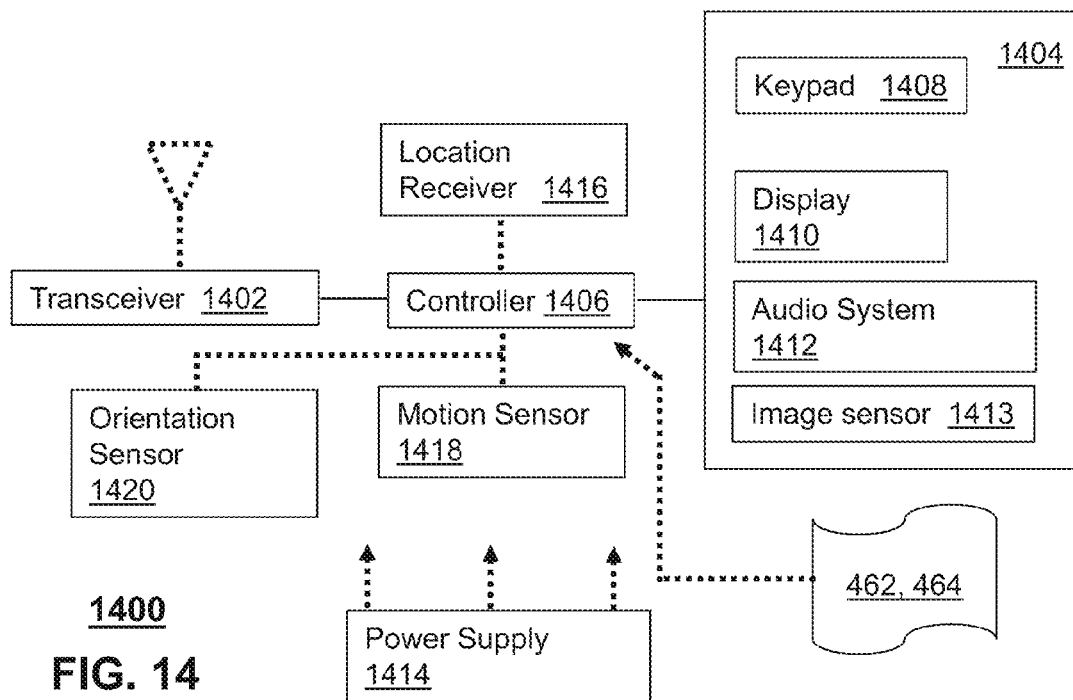 1404
Keypad 1408
Location
Receiver 1416
Display
1410
Transceiver 1402
Controller 1406
Audio System
1412
Image sensor 1413
Orientation
Sensor
1420
Motion Sensor
1418
462, 464
1400
FIG. 14
Power Supply
1414